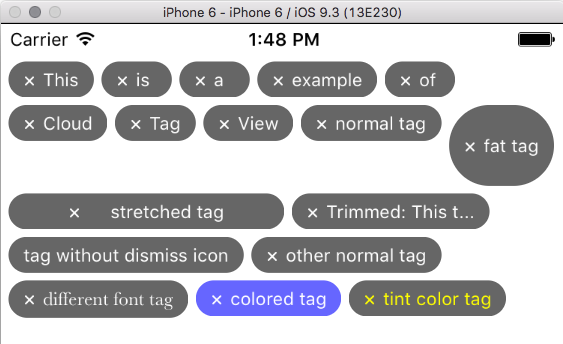 iPhone 6 - iPhone 6 / iOS 9.3 (13E230)
Carrier 1:48 PM
× This × is × a × example × of
× Cloud × Tag × View × normal tag × fat tag
× stretched tag × Trimmed: This t...
tag without dismiss icon × other normal tag
× different font tag × colored tag × tint color tag